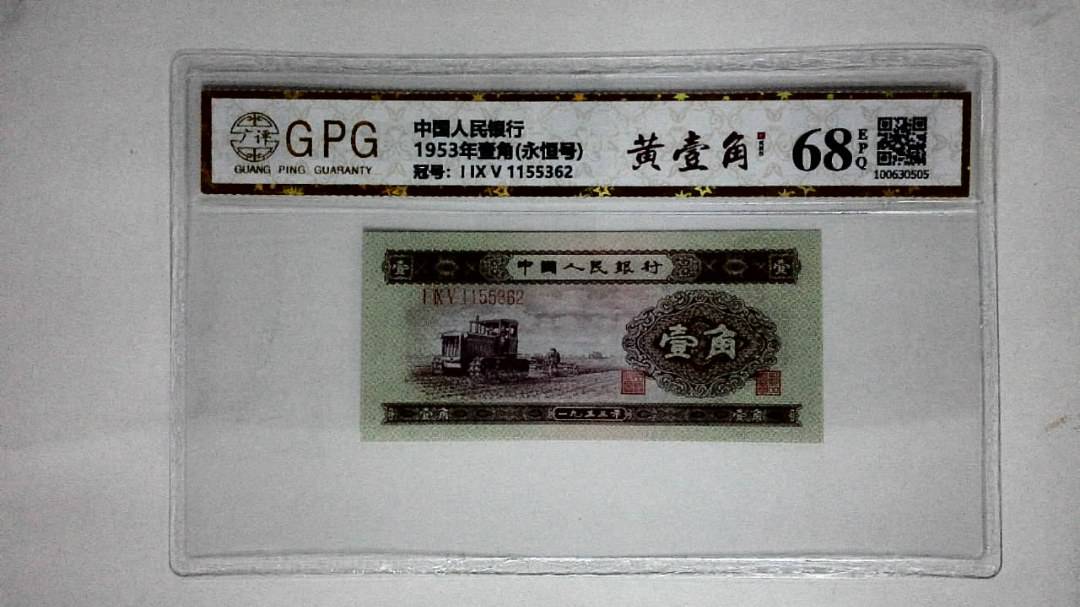 广评
GPG
GUANG PING GUARANTY
中国人民银行
1953年壹角(永恒号)
冠号：I IX V 1155362
黄壹角
68
EPQ
100630505
壹 中國人民銀行 壹
I IX V 1155362
壹角
壹角 一九五三年 壹角